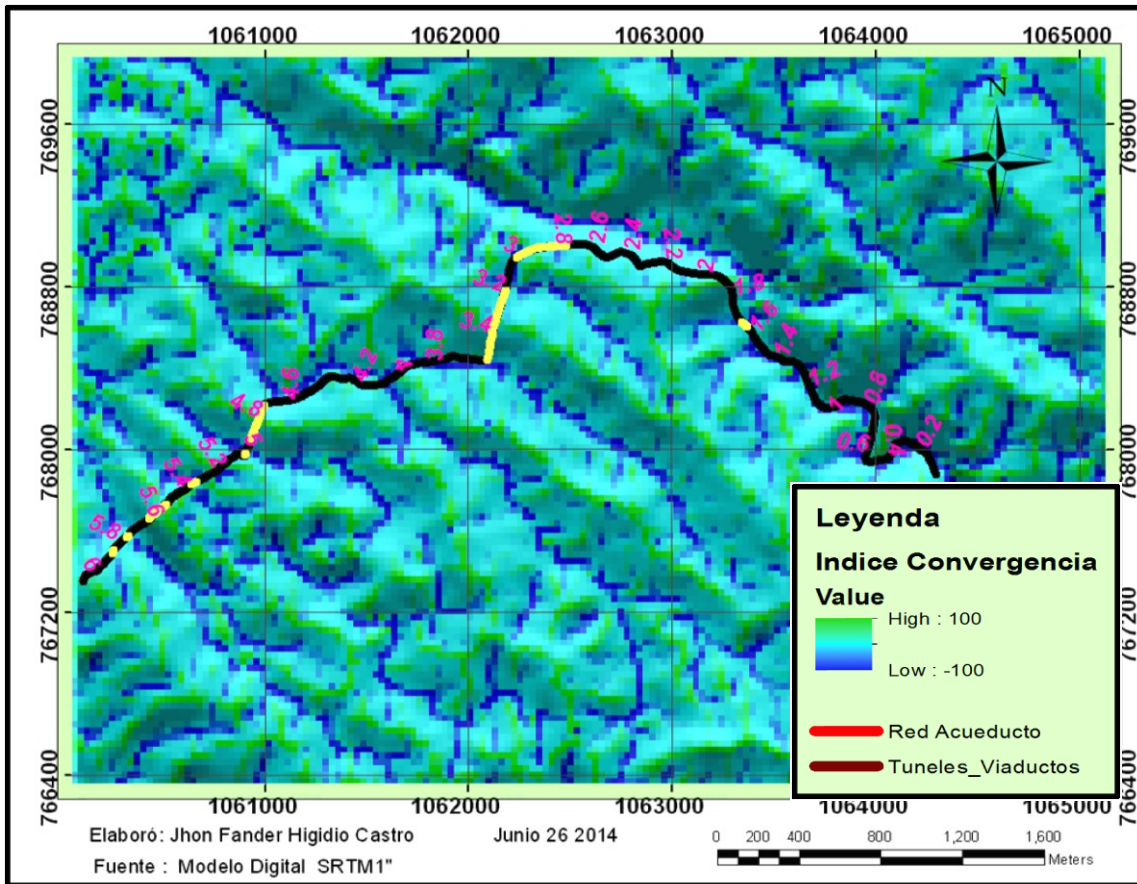 1061000 1062000 1063000 1064000 1065000
N
769600 769600
2.8 2.6 2.4 2.2 2
3
768800 3.2 1.8 768800
3.4 1.6
3.8 1.4
4.6 4.2 4 1.2
4.8 1 0.8
768000 5 0.6 0.4 0.2 768000
5.2
5.4
5.6
5.8
6
Leyenda
Indice Convergencia
Value
High : 100
Low : -100
Red Acueducto
Tuneles_Viaductos
767200 767200
766400 766400
1061000 1062000 1063000 1064000 1065000
Elaboró: Jhon Fander Higidio Castro Junio 26 2014
Fuente : Modelo Digital SRTM1"
0 200 400 800 1,200 1,600
Meters